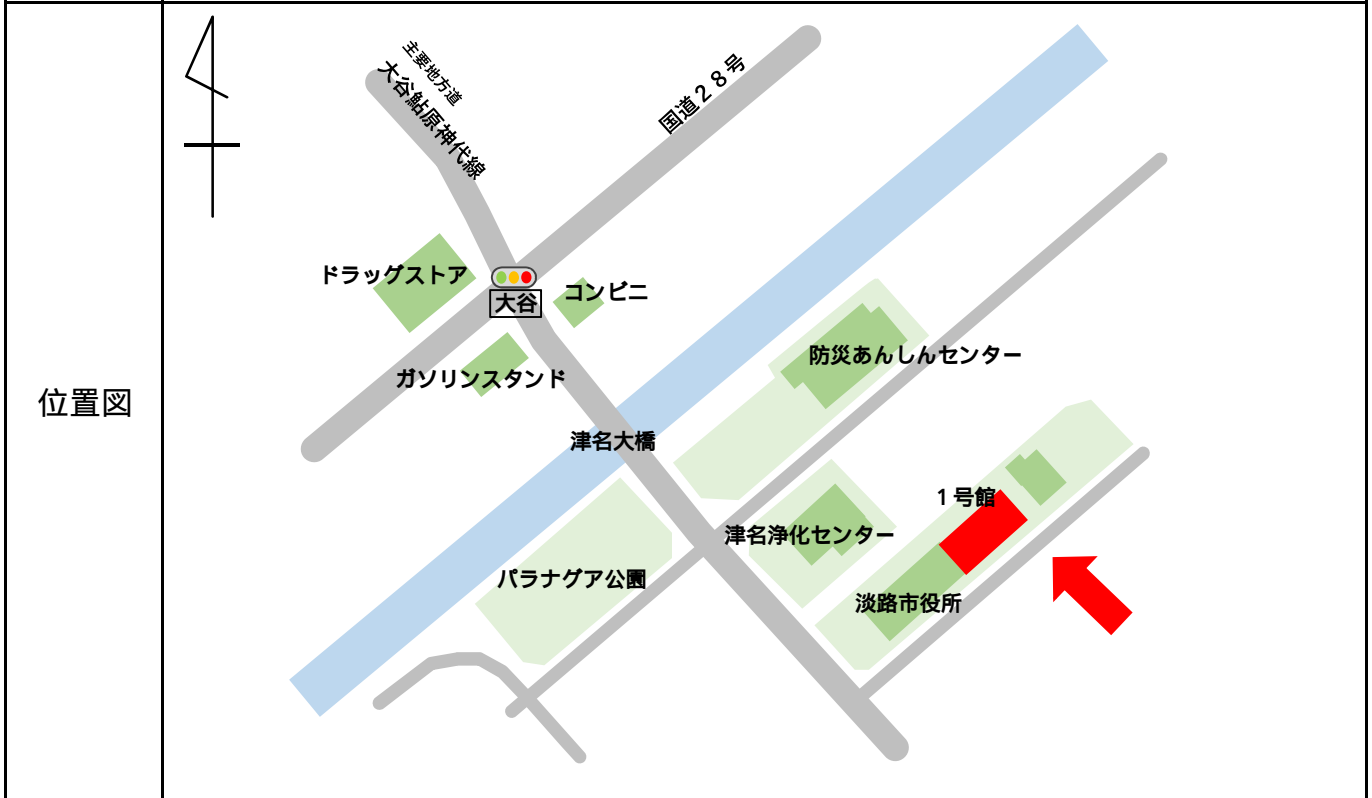 位置図
主要地方道
大谷鮎原神代線
国道２８号
ドラッグストア
大谷
コンビニ
ガソリンスタンド
防災あんしんセンター
津名大橋
1号館
津名浄化センター
パラナグア公園
淡路市役所